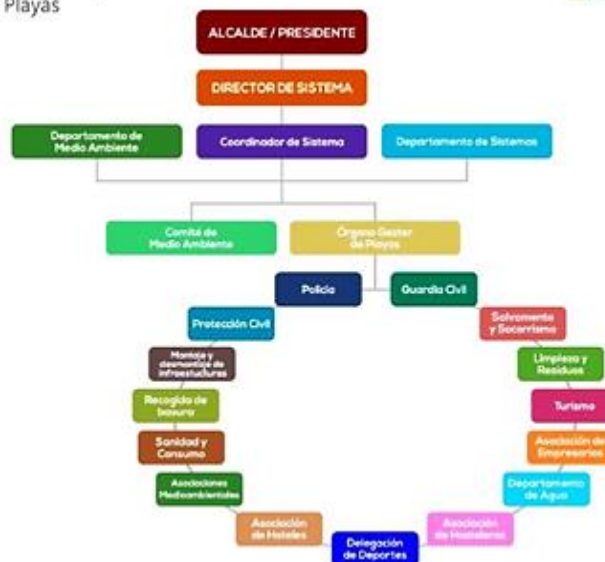 Playas
ALCALDE / PRESIDENTE
DIRECTOR DE SISTEMA
Departamento de
Medio Ambiente
Coordinador de Sistema
Departamento de Sistemas
Comité de
Medio Ambiente
Órgano Gestor
de Playas
Policía
Guardia Civil
Protección Civil
Salvamento
y Socorrismo
Montaje y
desmontaje de
infraestucturas
Limpieza y
Residuos
Recogida de
basura
Turismo
Sanidad y
Consumo
Asociación de
Empresarios
Asociaciones
Medioambientales
Departamento
de Agua
Asociación
de Hoteles
Asociación
de Hosteleros
Delegación
de Deportes